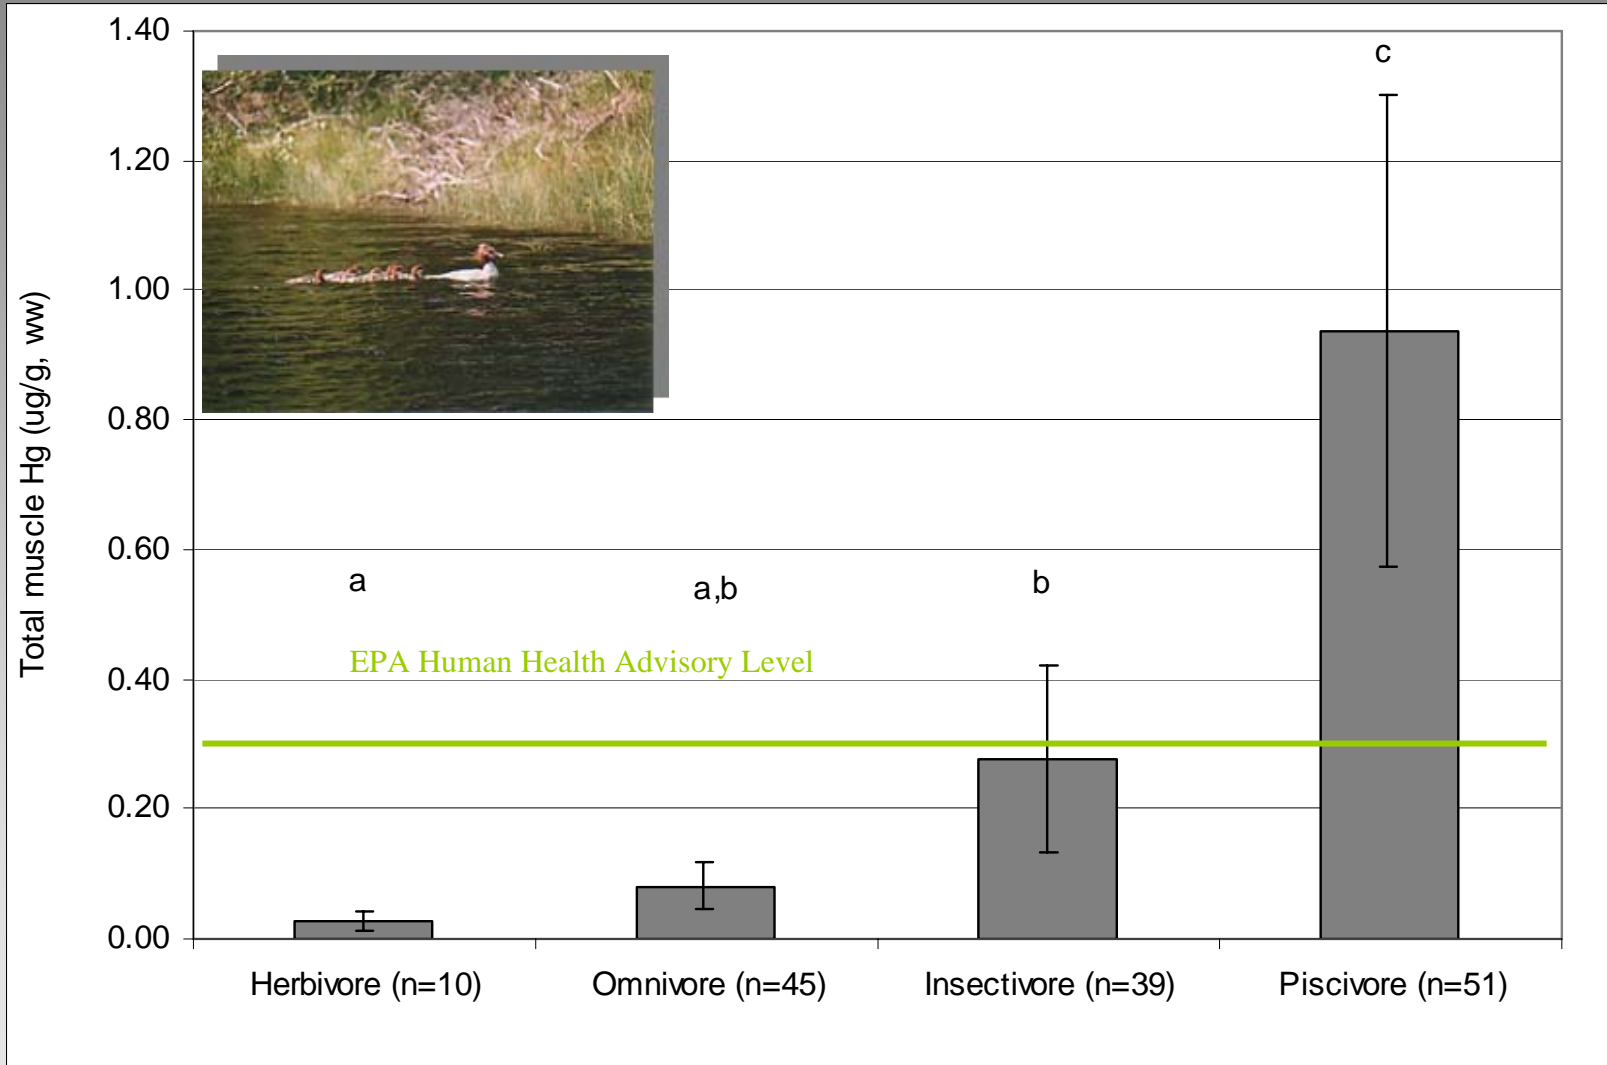 1.40
1.20
1.00
0.80
0.60
0.40
0.20
0.00
Total muscle Hg (ug/g, ww)
a
a,b
b
c
EPA Human Health Advisory Level
Herbivore (n=10)
Omnivore (n=45)
Insectivore (n=39)
Piscivore (n=51)